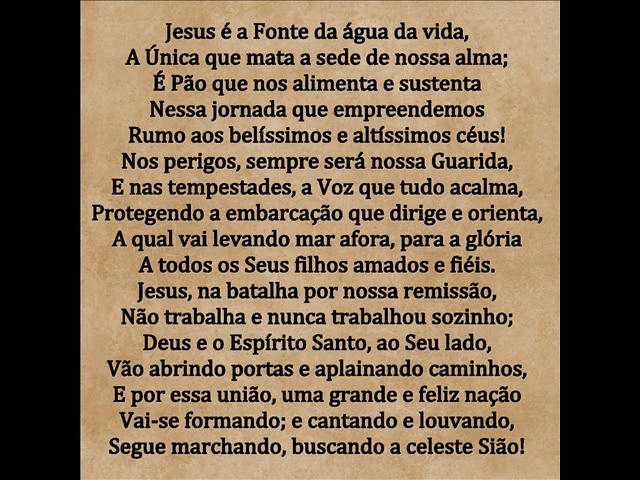 Jesus é a Fonte da água da vida,
A Única que mata a sede de nossa alma;
É Pão que nos alimenta e sustenta
Nessa jornada que empreendemos
Rumo aos belíssimos e altíssimos céus!
Nos perigos, sempre será nossa Guarida,
E nas tempestades, a Voz que tudo acalma,
Protegendo a embarcação que dirige e orienta,
A qual vai levando mar afora, para a glória
A todos os Seus filhos amados e fiéis.
Jesus, na batalha por nossa remissão,
Não trabalha e nunca trabalhou sozinho;
Deus e o Espírito Santo, ao Seu lado,
Vão abrindo portas e aplainando caminhos,
E por essa união, uma grande e feliz nação
Vai-se formando; e cantando e louvando,
Segue marchando, buscando a celeste Sião!